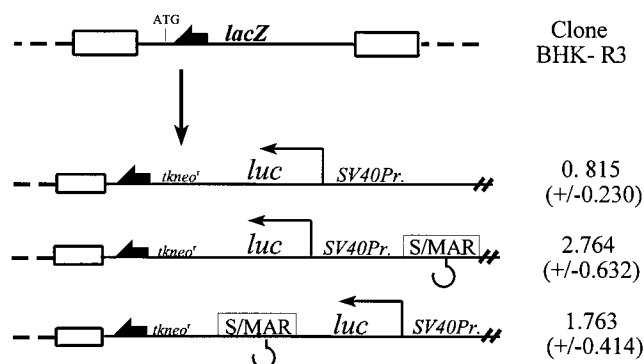 ATG
lacZ
Clone
BHK- R3
tkneoʳ luc SV40Pr.
0. 815
(+/-0.230)
tkneoʳ luc SV40Pr. S/MAR
2.764
(+/-0.632)
tkneoʳ S/MAR luc SV40Pr.
1.763
(+/-0.414)